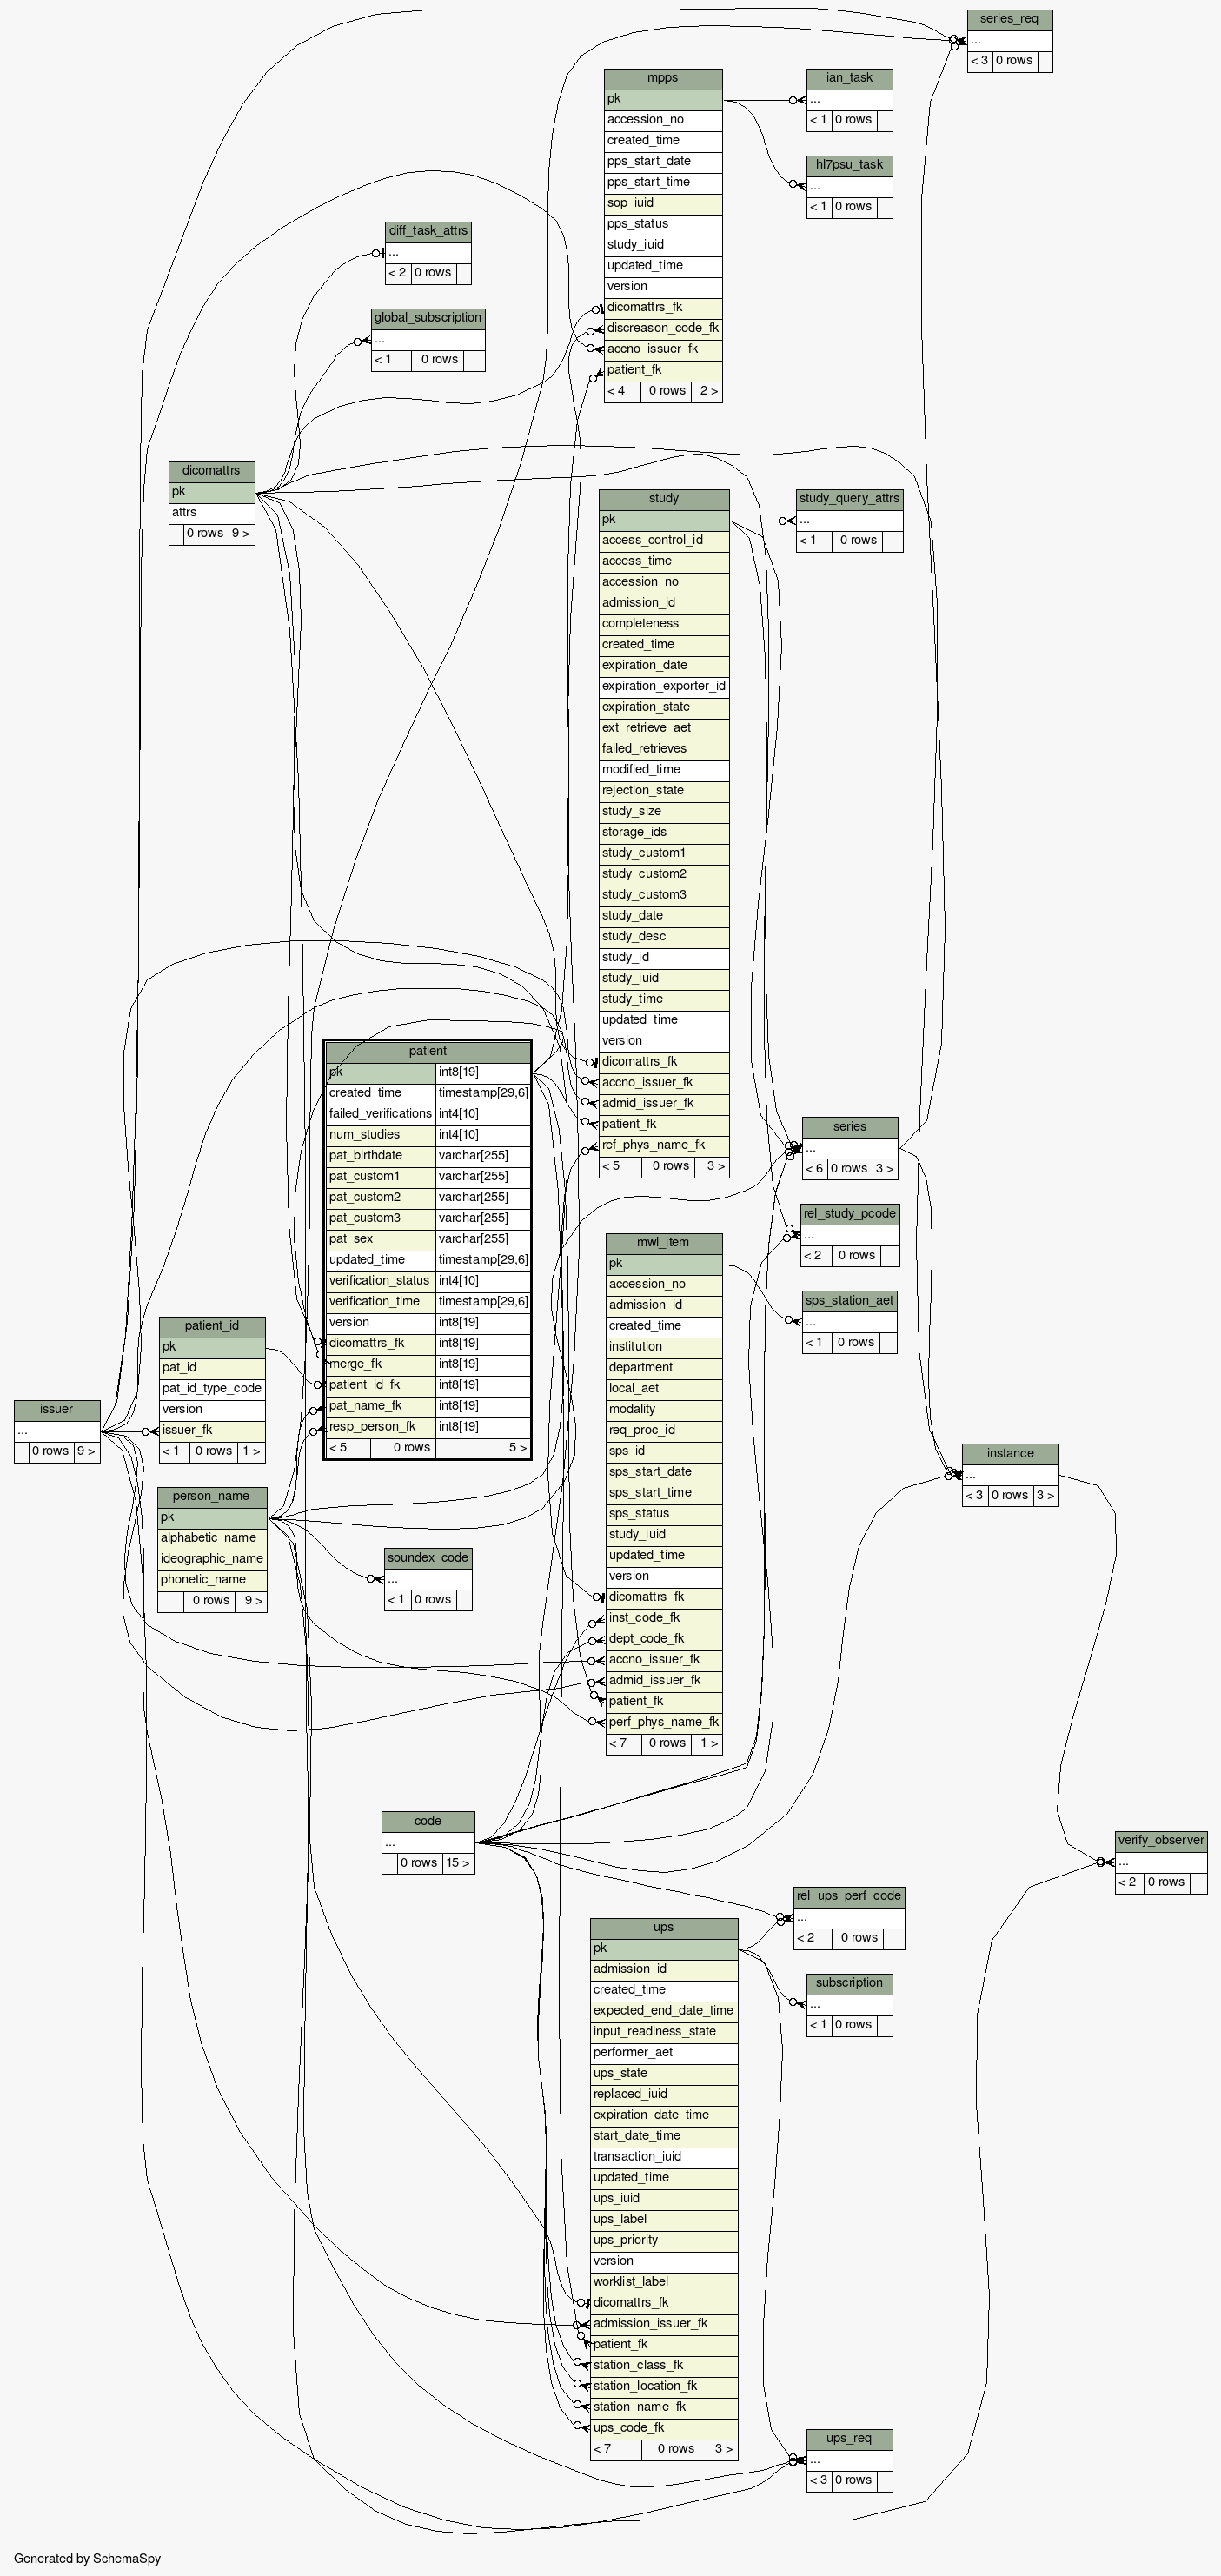 series_req
...
< 3 0 rows
mpps
pk
accession_no
created_time
pps_start_date
pps_start_time
sop_iuid
pps_status
study_iuid
updated_time
version
dicomattrs_fk
discreason_code_fk
accno_issuer_fk
patient_fk
< 4 0 rows 2 >
ian_task
...
< 1 0 rows
hl7psu_task
...
< 1 0 rows
diff_task_attrs
...
< 2 0 rows
global_subscription
...
< 1 0 rows
dicomattrs
pk
attrs
0 rows 9 >
study
pk
access_control_id
access_time
accession_no
admission_id
completeness
created_time
expiration_date
expiration_exporter_id
expiration_state
ext_retrieve_aet
failed_retrieves
modified_time
rejection_state
study_size
storage_ids
study_custom1
study_custom2
study_custom3
study_date
study_desc
study_id
study_iuid
study_time
updated_time
version
dicomattrs_fk
accno_issuer_fk
admid_issuer_fk
patient_fk
ref_phys_name_fk
< 5 0 rows 3 >
study_query_attrs
...
< 1 0 rows
patient
pk int8[19]
created_time timestamp[29,6]
failed_verifications int4[10]
num_studies int4[10]
pat_birthdate varchar[255]
pat_custom1 varchar[255]
pat_custom2 varchar[255]
pat_custom3 varchar[255]
pat_sex varchar[255]
updated_time timestamp[29,6]
verification_status int4[10]
verification_time timestamp[29,6]
version int8[19]
dicomattrs_fk int8[19]
merge_fk int8[19]
patient_id_fk int8[19]
pat_name_fk int8[19]
resp_person_fk int8[19]
< 5 0 rows 5 >
series
...
< 6 0 rows 3 >
rel_study_pcode
...
< 2 0 rows
sps_station_aet
...
< 1 0 rows
mwl_item
pk
accession_no
admission_id
created_time
institution
department
local_aet
modality
req_proc_id
sps_id
sps_start_date
sps_start_time
sps_status
study_iuid
updated_time
version
dicomattrs_fk
inst_code_fk
dept_code_fk
accno_issuer_fk
admid_issuer_fk
patient_fk
perf_phys_name_fk
< 7 0 rows 1 >
patient_id
pk
pat_id
pat_id_type_code
version
issuer_fk
< 1 0 rows 1 >
issuer
...
0 rows 9 >
instance
...
< 3 0 rows 3 >
person_name
pk
alphabetic_name
ideographic_name
phonetic_name
0 rows 9 >
soundex_code
...
< 1 0 rows
code
...
0 rows 15 >
verify_observer
...
< 2 0 rows
rel_ups_perf_code
...
< 2 0 rows
ups
pk
admission_id
created_time
expected_end_date_time
input_readiness_state
performer_aet
ups_state
replaced_iuid
expiration_date_time
start_date_time
transaction_iuid
updated_time
ups_iuid
ups_label
ups_priority
version
worklist_label
dicomattrs_fk
admission_issuer_fk
patient_fk
station_class_fk
station_location_fk
station_name_fk
ups_code_fk
< 7 0 rows 3 >
subscription
...
< 1 0 rows
ups_req
...
< 3 0 rows
Generated by SchemaSpy